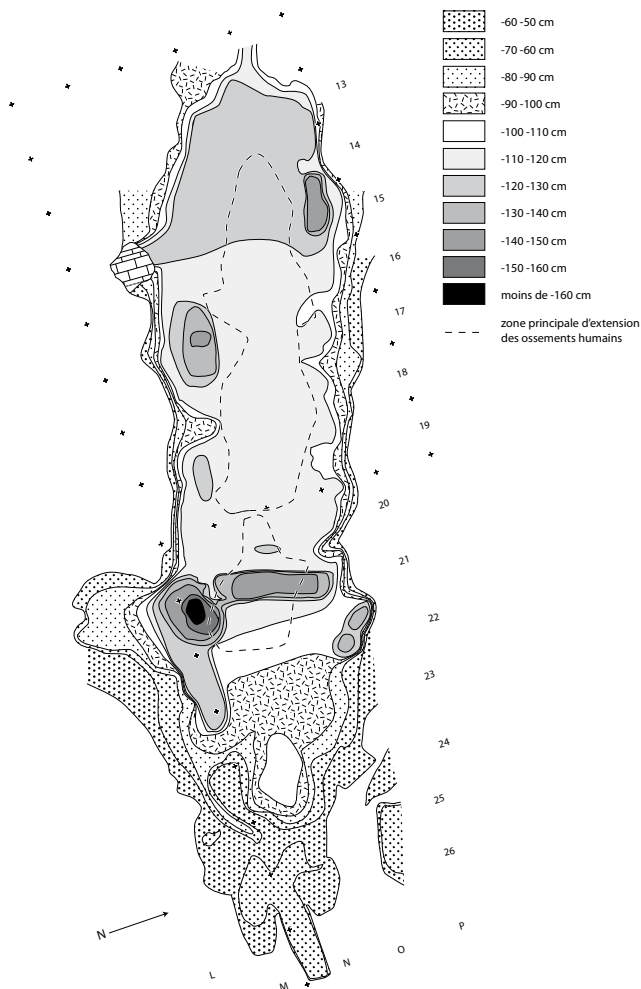 -60 -50 cm
-70 -60 cm
-80 -90 cm
-90 -100 cm
-100 -110 cm
-110 -120 cm
-120 -130 cm
-130 -140 cm
-140 -150 cm
-150 -160 cm
moins de -160 cm
zone principale d'extension
des ossements humains
13
14
15
16
17
18
19
20
21
22
23
24
25
26
N
L
M
N
O
P